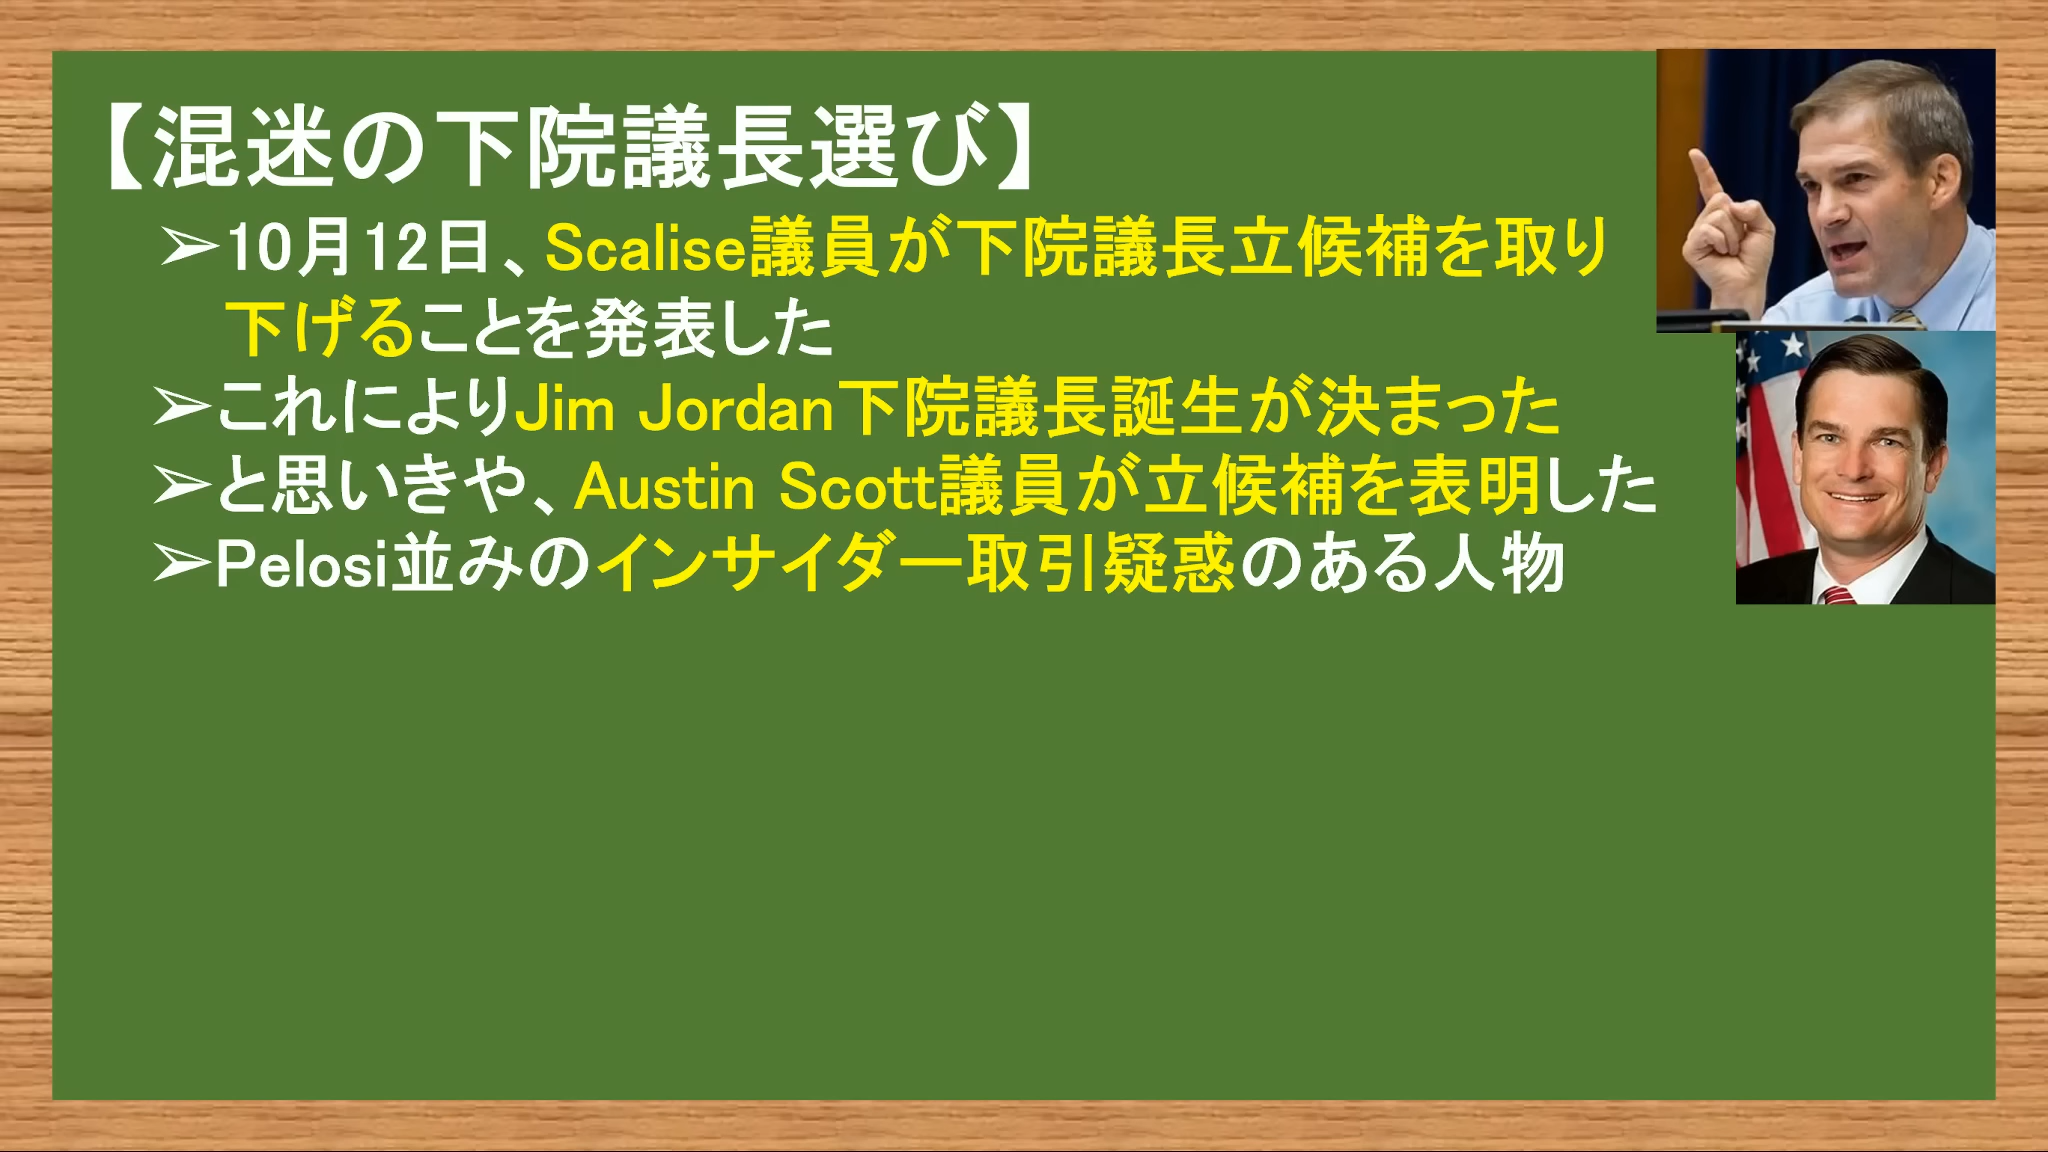 【混迷の下院議長選び】
➢10月12日、Scalise議員が下院議長立候補を取り
下げることを発表した
➢これによりJim Jordan下院議長誕生が決まった
➢と思いきや、Austin Scott議員が立候補を表明した
➢Pelosi並みのインサイダー取引疑惑のある人物